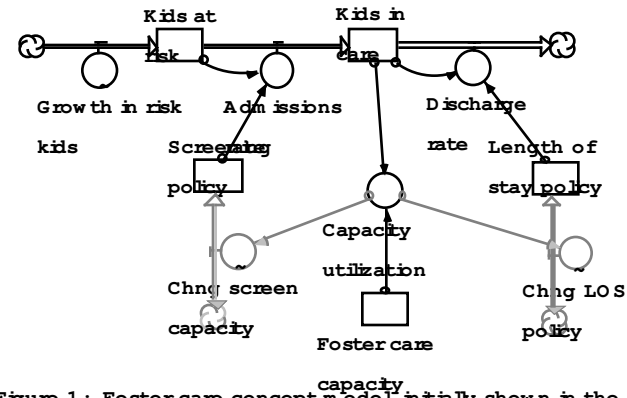 Kids at
risk
Kids in
care
Growth in risk
kids
Admissions
Discharge
rate
Screening
policy
Length of
stay policy
Capacity
utilization
Chng screen
capacity
Chng LOS
policy
Foster care
capacity
Figure 1: Foster care concept model initially shown in the